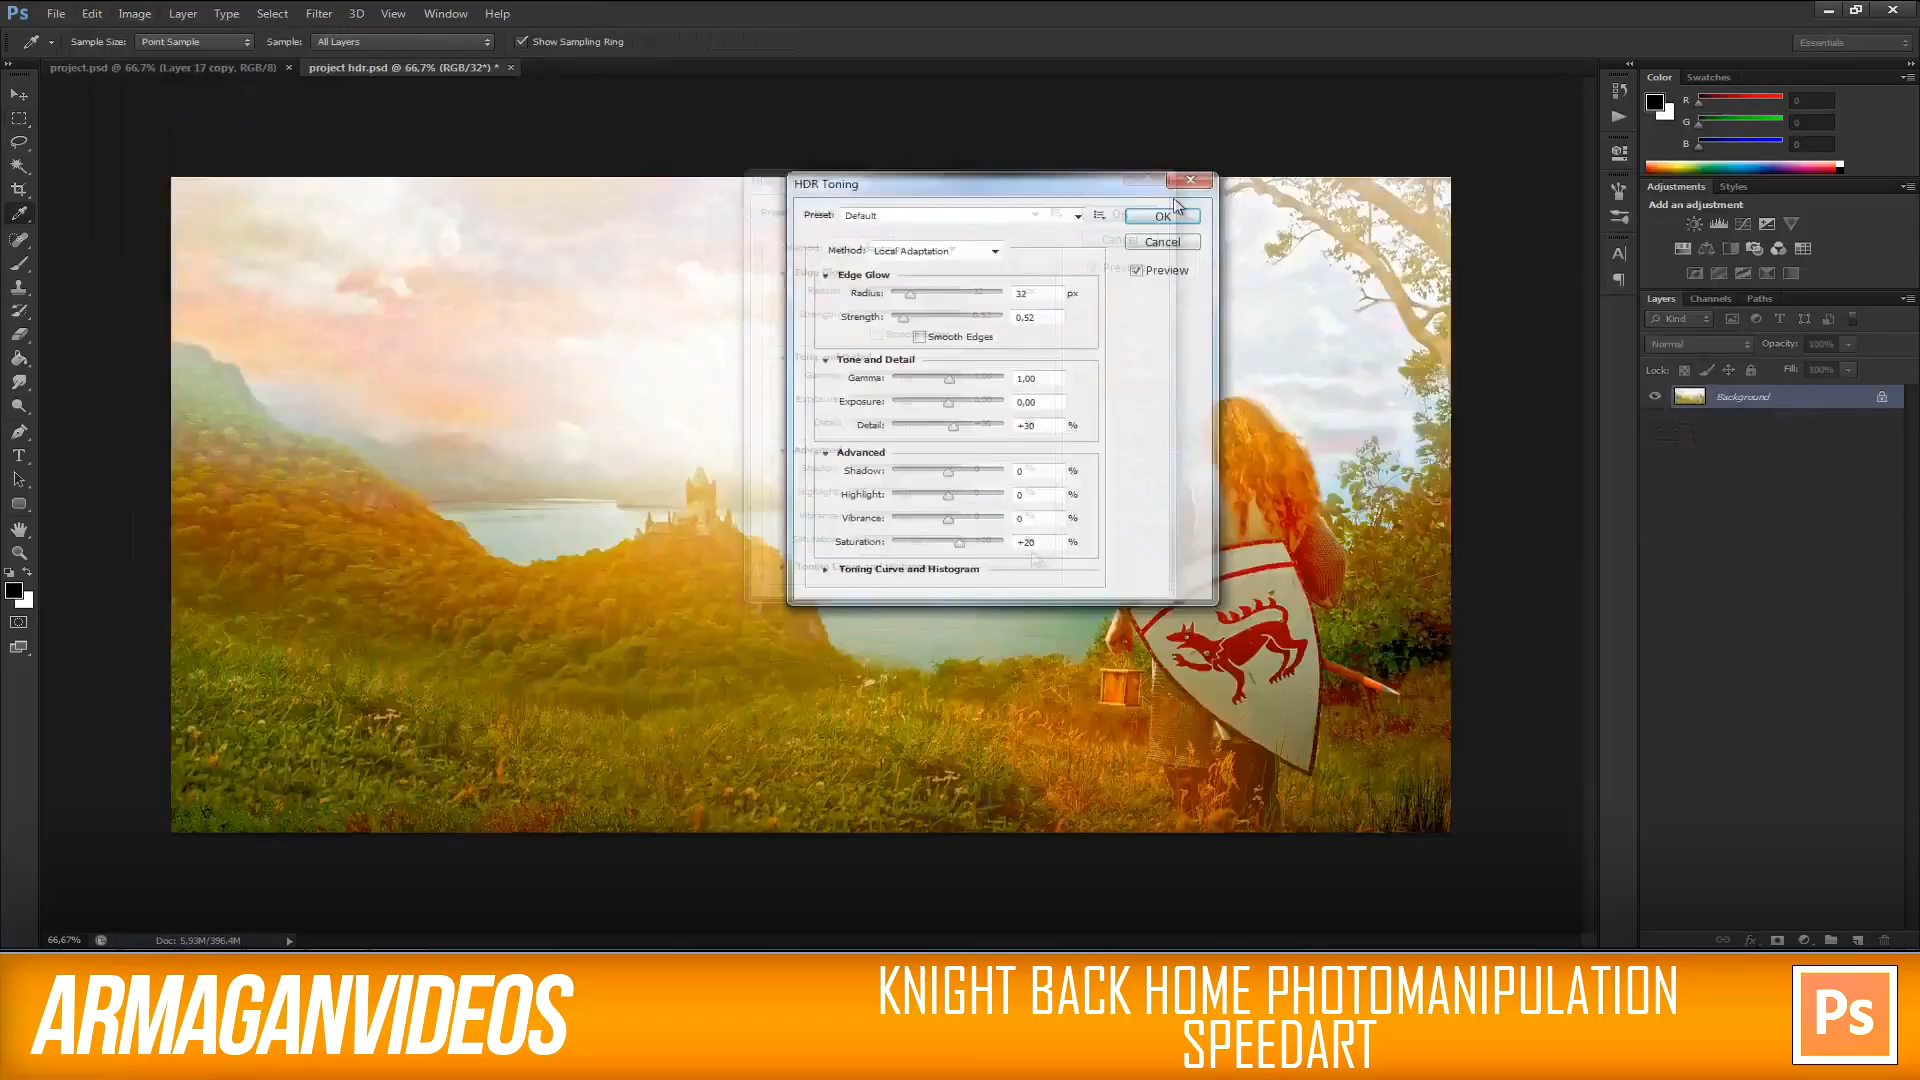 Ps File Edit Image Layer Type Select Filter 3D View Window Help
Sample Size: Point Sample Sample: All Layers Show Sampling Ring Essentials
project.psd @ 66,7% (Layer 17 copy, RGB/8) × project hdr.psd @ 66,7% (RGB/32*) * ×
Color Swatches
R 0
G 0
B 0
Adjustments Styles
Add an adjustment
Layers Channels Paths
Kind
Normal Opacity: 100%
Lock: Fill: 100%
Background
HDR Toning
Preset: Default OK
Cancel
Method: Local Adaptation
Preview
Edge Glow
Radius: 32 px
Strength: 0,52
Smooth Edges
Tone and Detail
Gamma: 1,00
Exposure: 0,00
Detail: +30 %
Advanced
Shadow: 0 %
Highlight: 0 %
Vibrance: 0 %
Saturation: +20 %
Toning Curve and Histogram
66,67% Doc: 5,93M/396,4M
ARMAGANVIDEOS
KNIGHT BACK HOME PHOTOMANIPULATION
SPEEDART
Ps